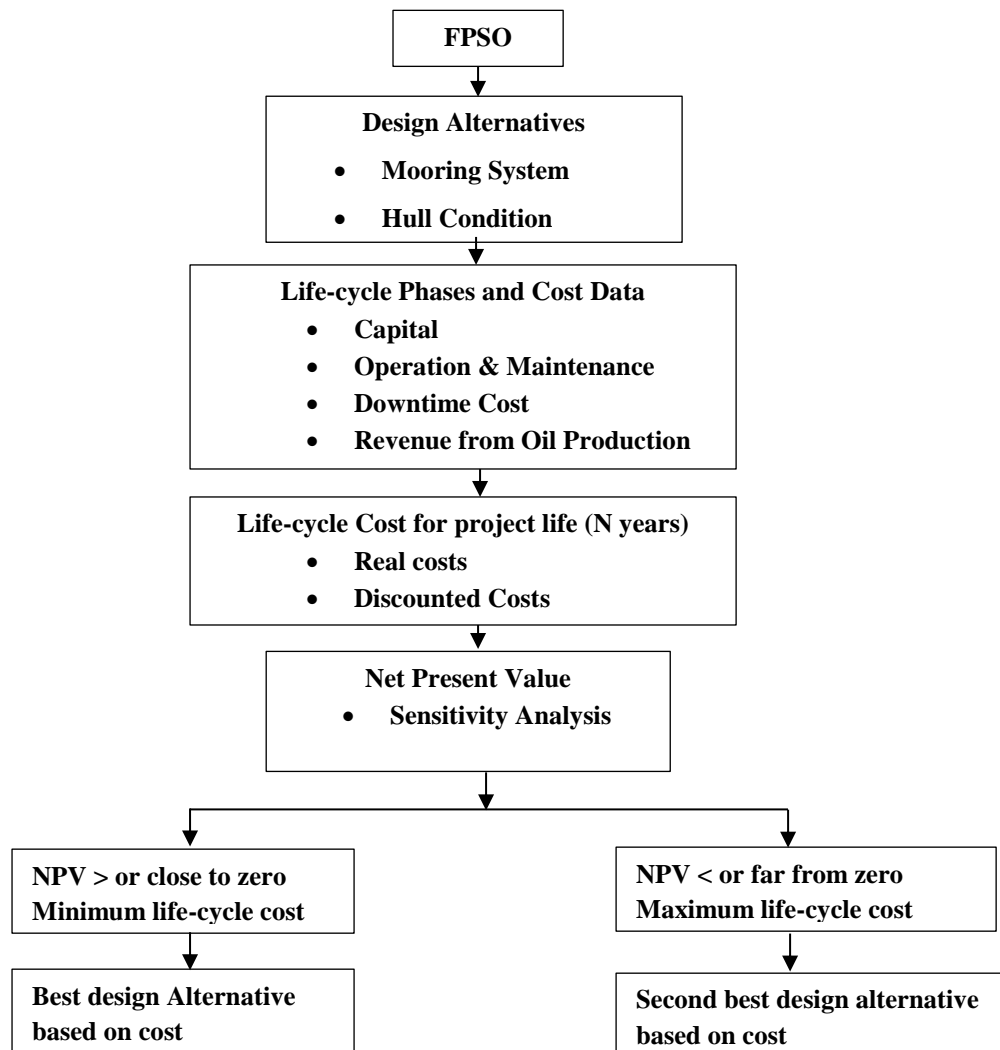 FPSO
Design Alternatives
• Mooring System
• Hull Condition
Life-cycle Phases and Cost Data
• Capital
• Operation & Maintenance
• Downtime Cost
• Revenue from Oil Production
Life-cycle Cost for project life (N years)
• Real costs
• Discounted Costs
Net Present Value
• Sensitivity Analysis
NPV > or close to zero
Minimum life-cycle cost
NPV < or far from zero
Maximum life-cycle cost
Best design Alternative
based on cost
Second best design alternative
based on cost